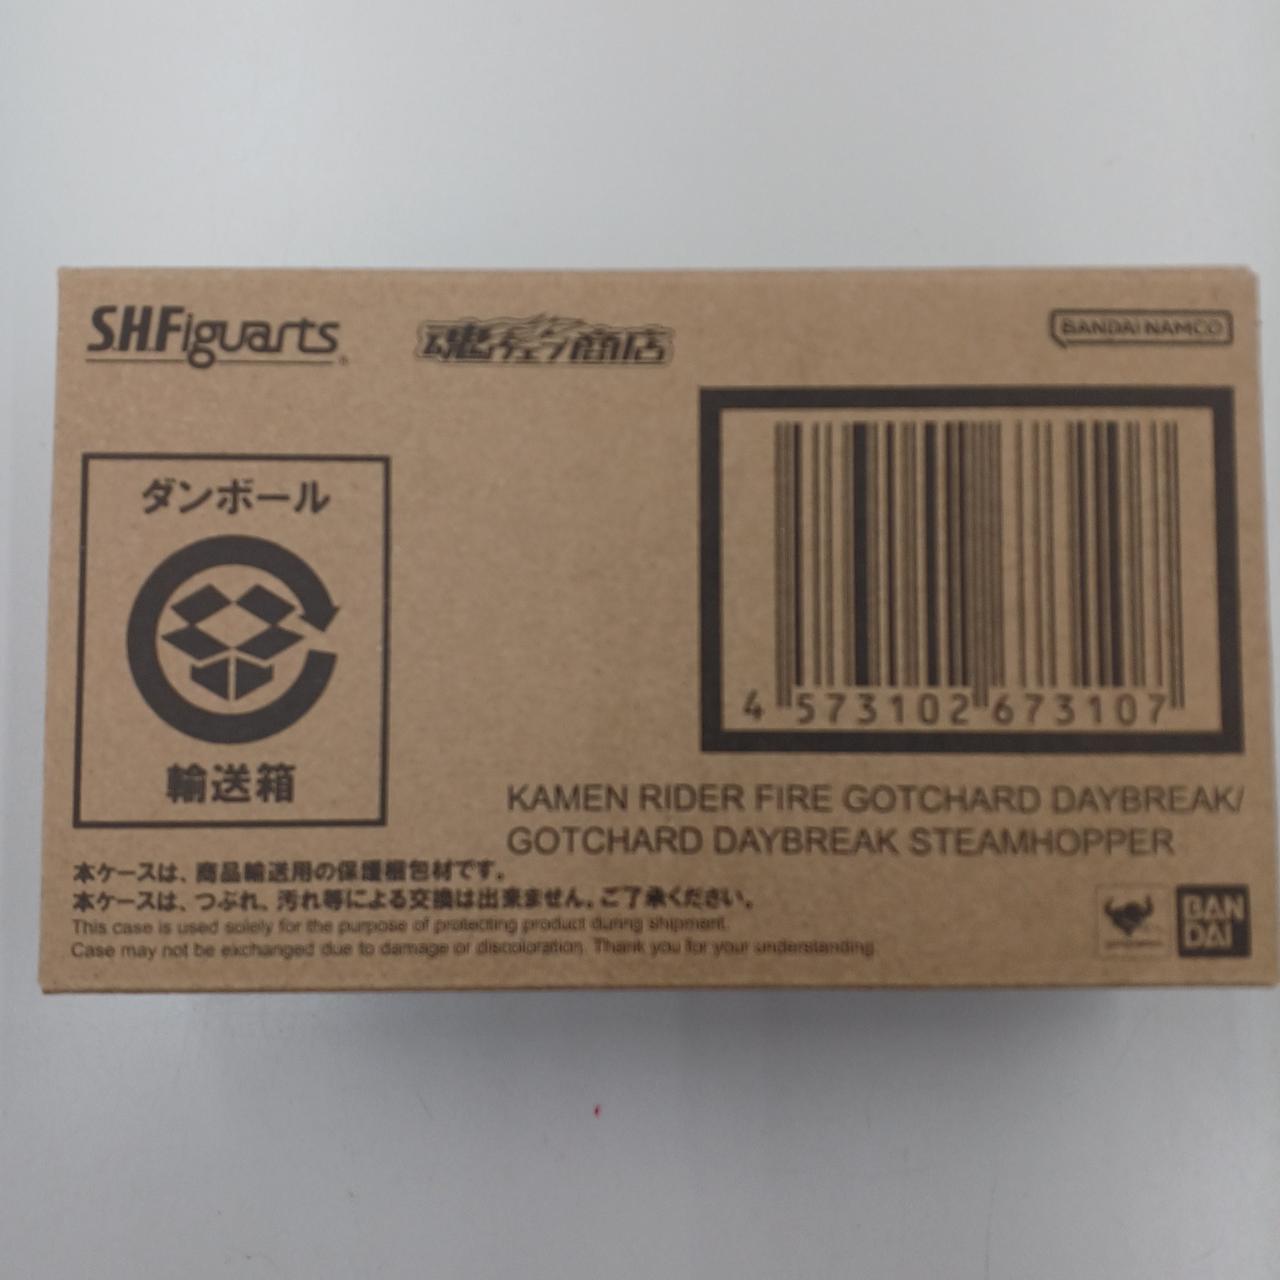 SHFiguarts
魂ウェブ商店
BANDAI NAMCO
ダンボール
輸送箱
4 573102 673107
KAMEN RIDER FIRE GOTCHARD DAYBREAK/
GOTCHARD DAYBREAK STEAMHOPPER
本ケースは、商品輸送用の保護梱包材です。
本ケースは、つぶれ、汚れ等による交換は出来ません。ご了承ください。
This case is used solely for the purpose of protecting product during shipment.
Case may not be exchanged due to damage or discoloration. Thank you for your understanding.
BAN
DAI